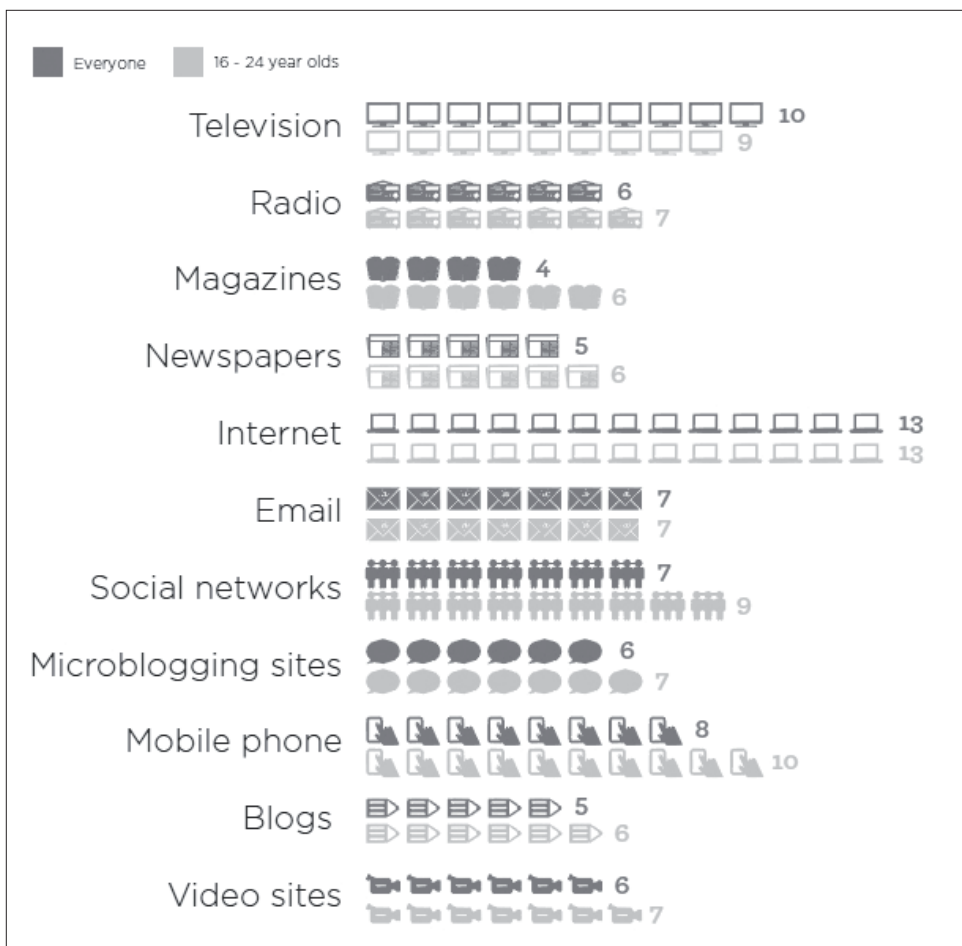 Everyone 16 - 24 year olds
Television 10
9
Radio 6
7
Magazines 4
6
Newspapers 5
6
Internet 13
13
Email 7
7
Social networks 7
9
Microblogging sites 6
7
Mobile phone 8
10
Blogs 5
6
Video sites 6
7